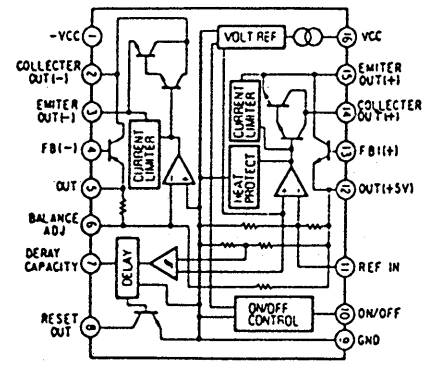 -VCC
1
COLLECTER
OUT(-)
2
EMITER
OUT(-)
3
FB1(-)
4
OUT
5
BALANCE
ADJ
6
DERAY
CAPACITY
7
RESET
OUT
8
VOLT REF
CURRENT
LIMITER
CURRENT
LIMITER
HEAT
PROTECT
DELAY
ON/OFF
CONTROL
16
VCC
15
EMITER
OUT(+)
14
COLLECTER
OUT(+)
13
FB1(+)
12
OUT(+5V)
11
REF IN
10
ON/OFF
9
GND